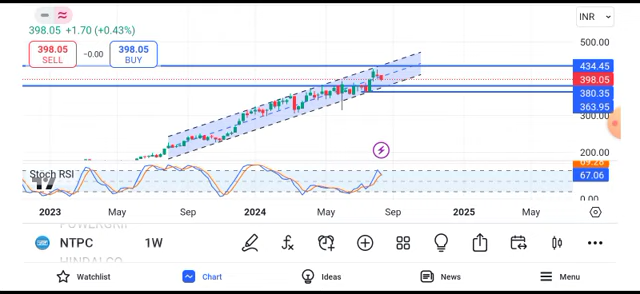 398.05 +1.70 (+0.43%)
INR
398.05
SELL
−0.00
398.05
BUY
500.00
434.45
398.05
380.35
363.95
300.00
200.00
Stoch RSI
69.28
67.06
0.00
2023
May
Sep
2024
May
Sep
2025
May
POWERGRID
NTPC
1W
HINDALCO
Watchlist
Chart
Ideas
News
Menu